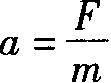 a = F/m